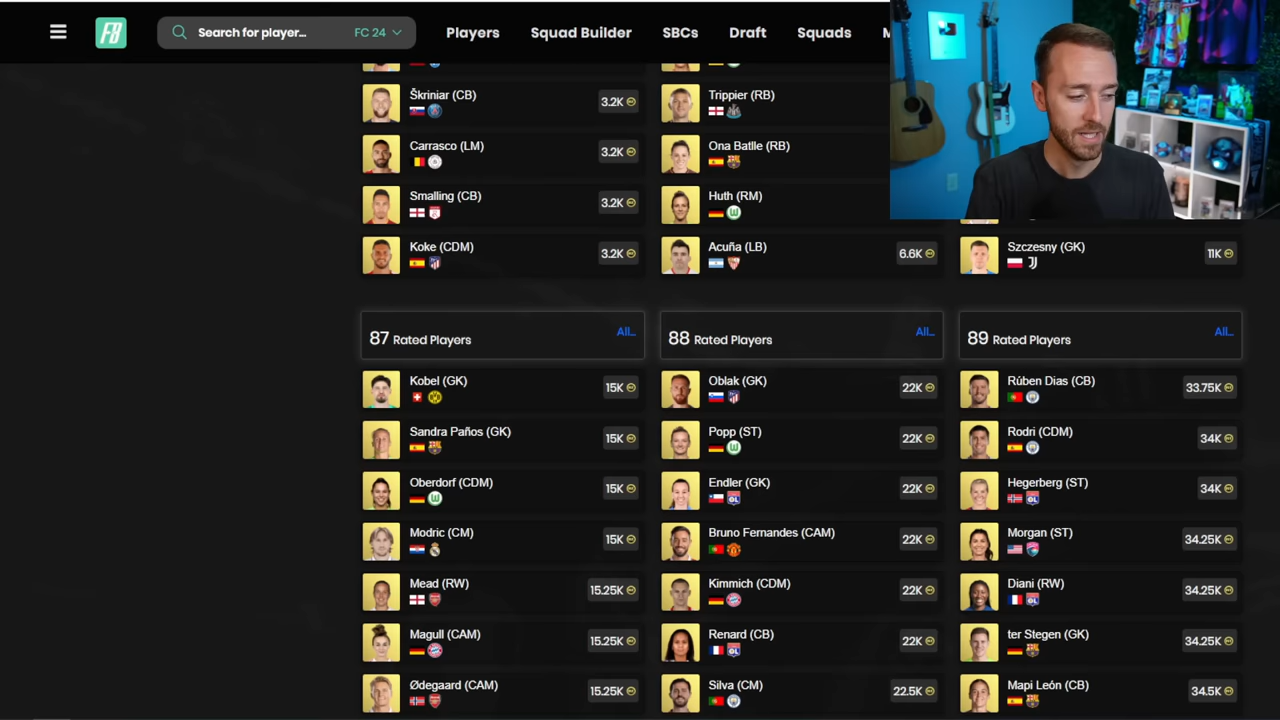 FB
Search for player...
FC 24
Players
Squad Builder
SBCs
Draft
Squads
Škriniar (CB)
3.2K
Carrasco (LM)
3.2K
Smalling (CB)
3.2K
Koke (CDM)
3.2K
Trippier (RB)
Ona Batlle (RB)
Huth (RM)
Acuña (LB)
6.6K
Szczesny (GK)
11K
87 Rated Players
All...
Kobel (GK)
15K
Sandra Paños (GK)
15K
Oberdorf (CDM)
15K
Modric (CM)
15K
Mead (RW)
15.25K
Magull (CAM)
15.25K
Ødegaard (CAM)
15.25K
88 Rated Players
All...
Oblak (GK)
22K
Popp (ST)
22K
Endler (GK)
22K
Bruno Fernandes (CAM)
22K
Kimmich (CDM)
22K
Renard (CB)
22K
Silva (CM)
22.5K
89 Rated Players
All...
Rúben Dias (CB)
33.75K
Rodri (CDM)
34K
Hegerberg (ST)
34K
Morgan (ST)
34.25K
Diani (RW)
34.25K
ter Stegen (GK)
34.25K
Mapi León (CB)
34.5K